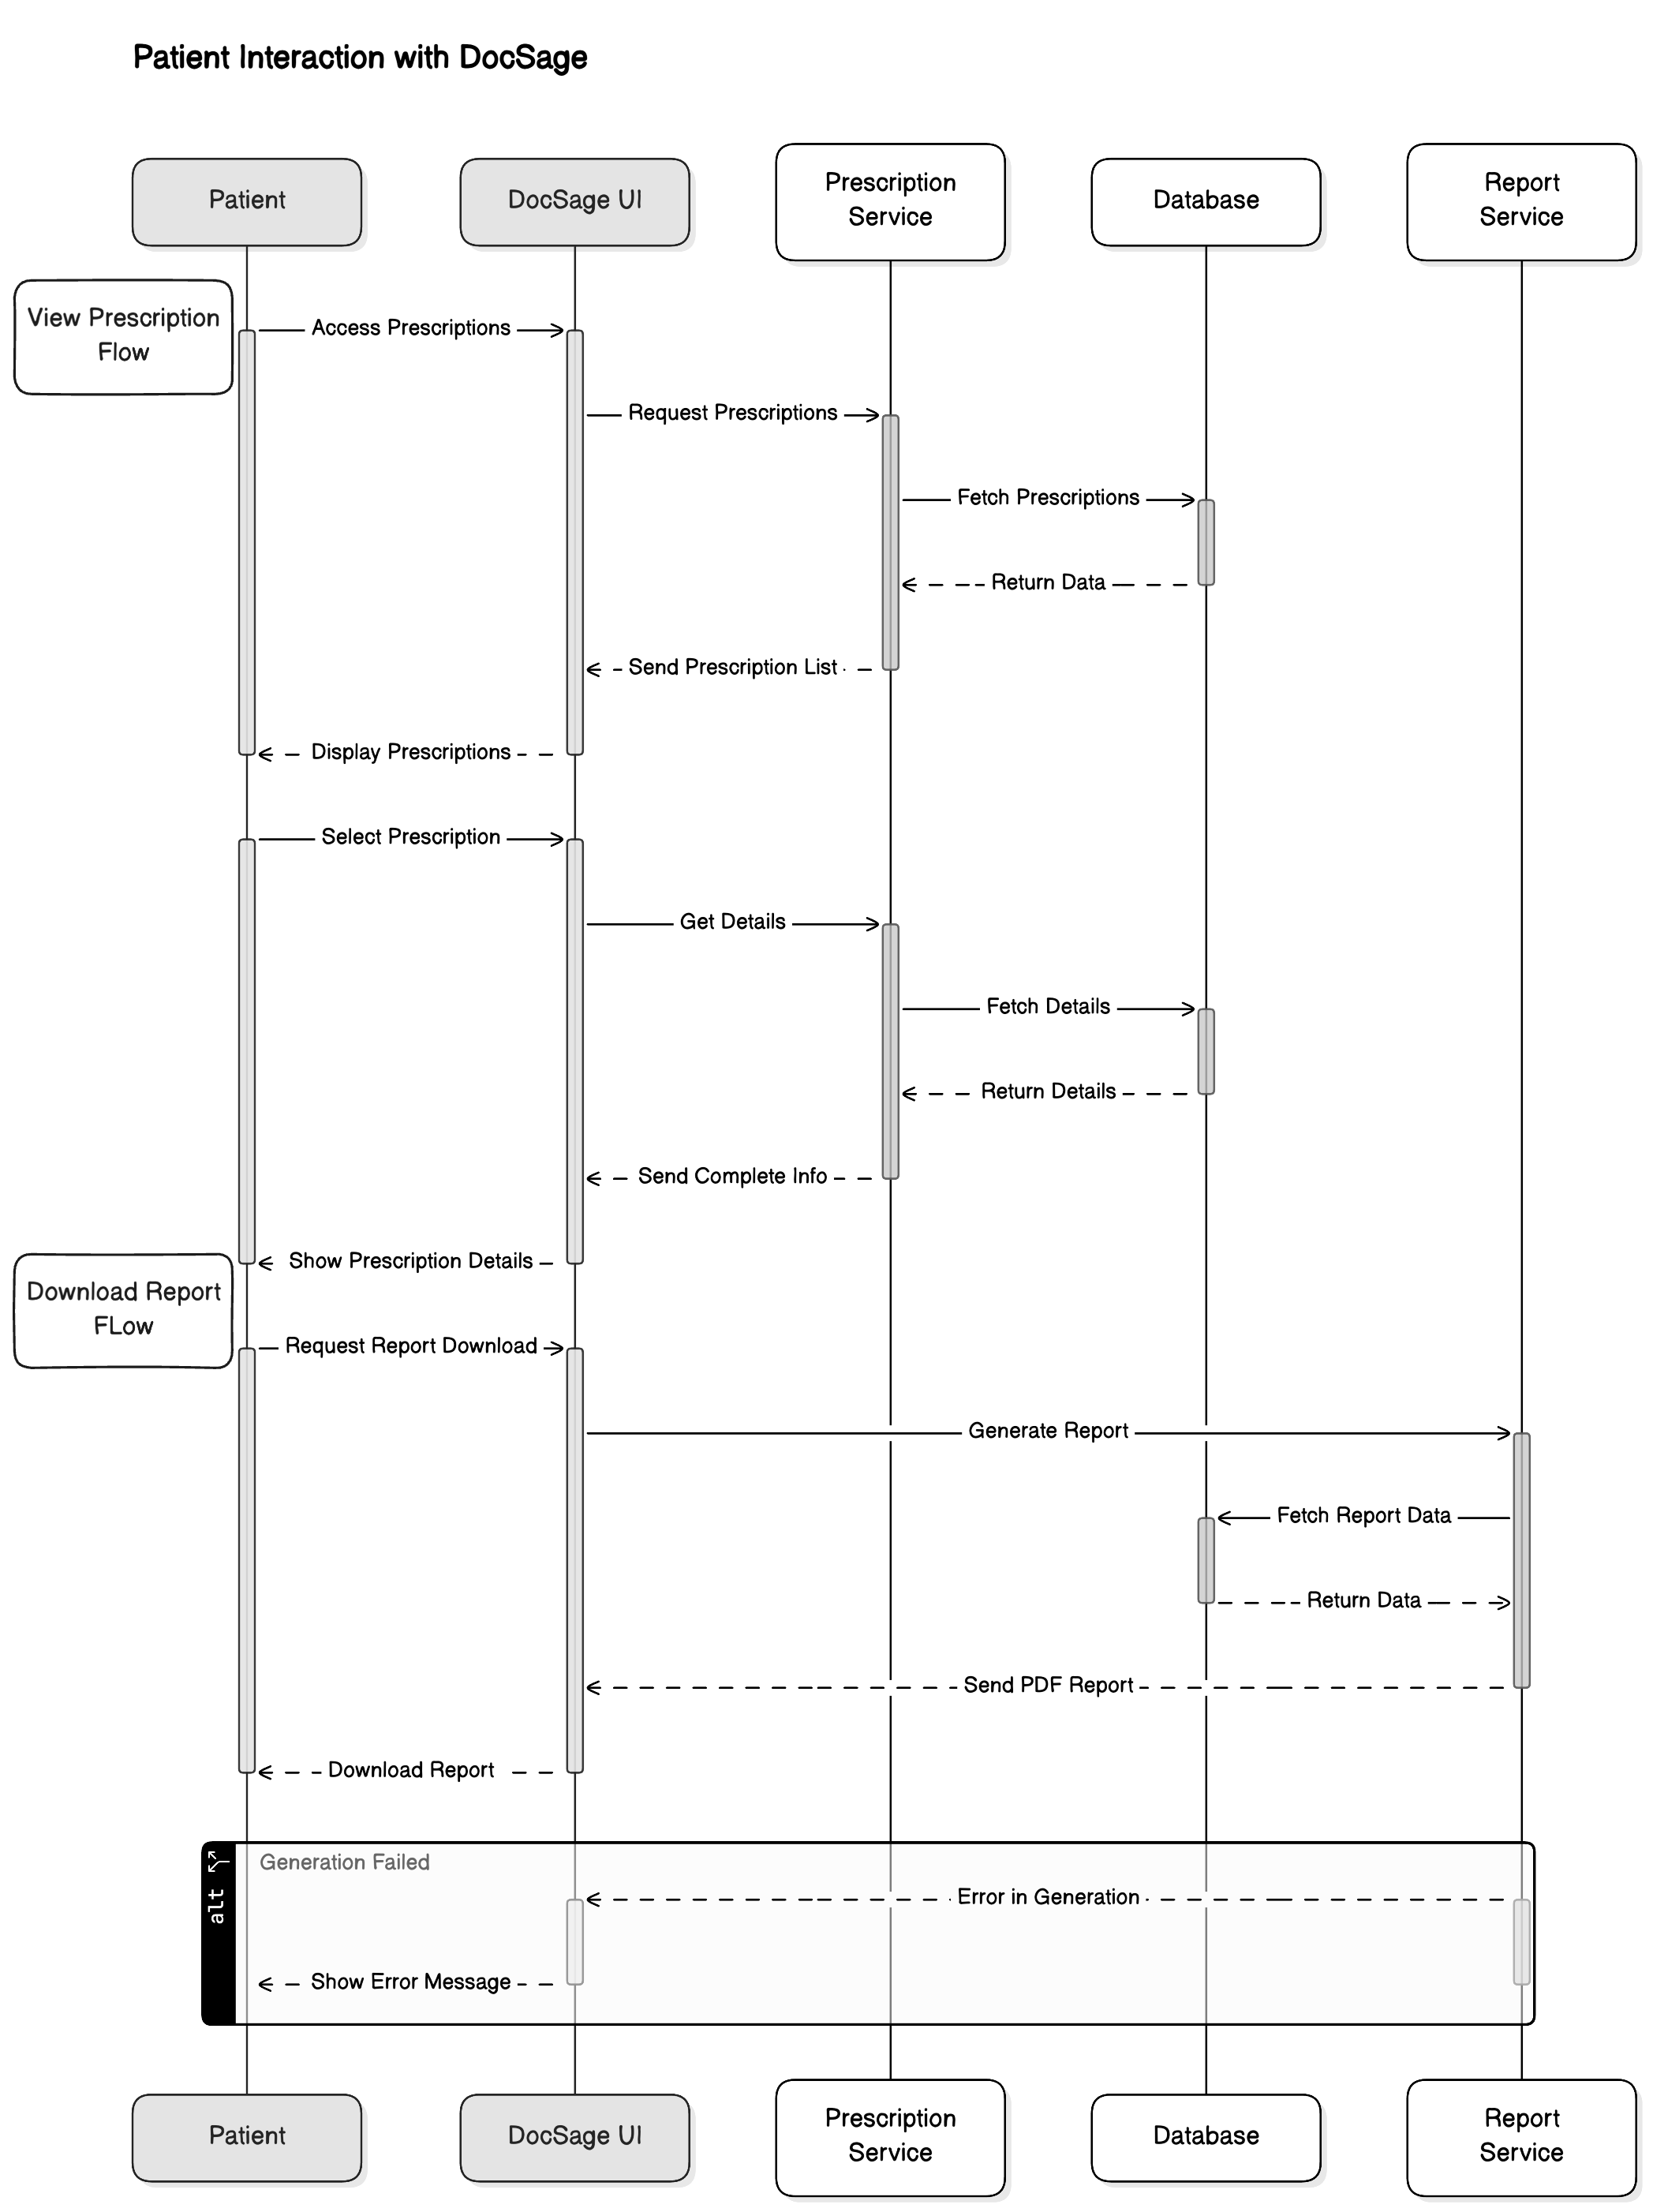 Patient Interaction with DocSage
Patient
DocSage UI
Prescription
Service
Database
Report
Service
View Prescription
Flow
Access Prescriptions
Request Prescriptions
Fetch Prescriptions
Return Data
Send Prescription List
Display Prescriptions
Select Prescription
Get Details
Fetch Details
Return Details
Send Complete Info
Show Prescription Details
Download Report
FLow
Request Report Download
Generate Report
Fetch Report Data
Return Data
Send PDF Report
Download Report
alt
Generation Failed
Error in Generation
Show Error Message
Patient
DocSage UI
Prescription
Service
Database
Report
Service